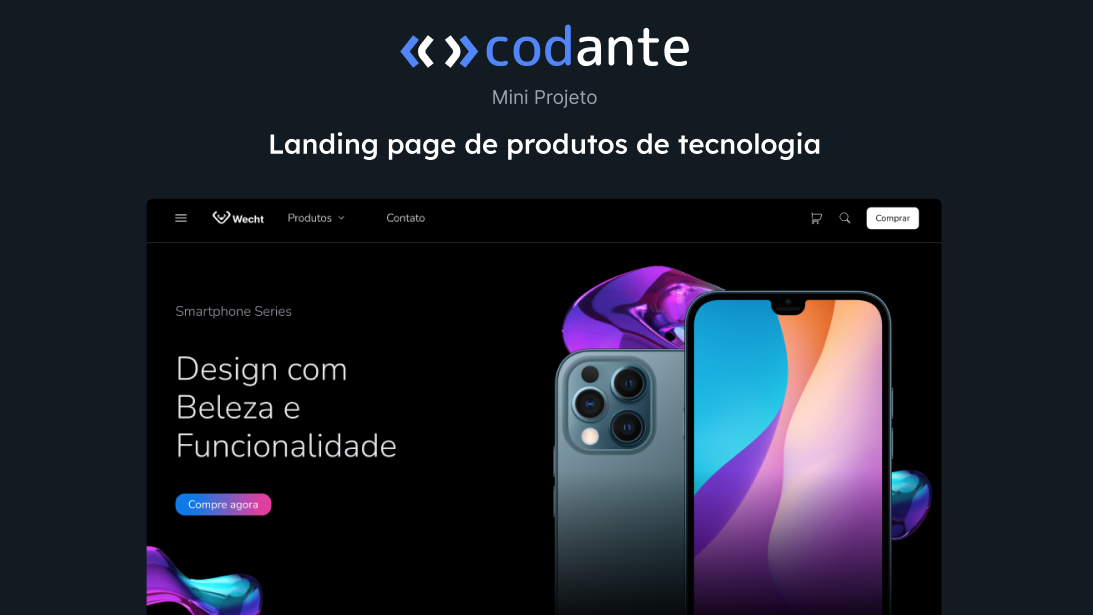 codante
Mini Projeto
Landing page de produtos de tecnologia
Wecht
Produtos
Contato
Comprar
Smartphone Series
Design com
Beleza e
Funcionalidade
Compre agora